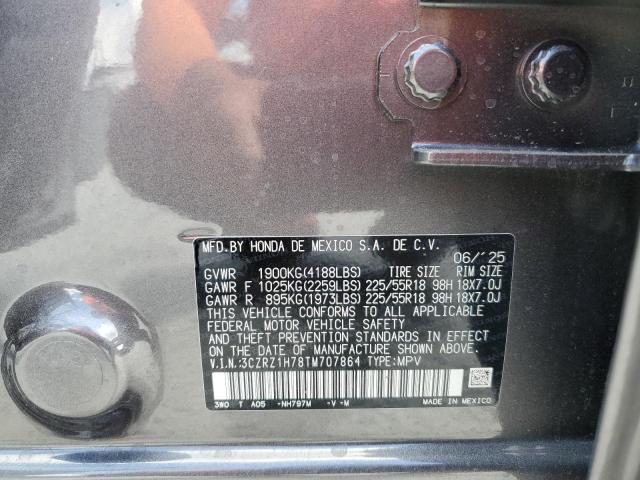 MFD.BY HONDA DE MEXICO S.A. DE C.V.
06/'25
GVWR 1900KG(4188LBS) TIRE SIZE RIM SIZE
GAWR F 1025KG(2259LBS) 225/55R18 98H 18X7.0J
GAWR R 895KG(1973LBS) 225/55R18 98H 18X7.0J
THIS VEHICLE CONFORMS TO ALL APPLICABLE
FEDERAL MOTOR VEHICLE SAFETY
AND THEFT PREVENTION STANDARDS IN EFFECT
ON THE DATE OF MANUFACTURE SHOWN ABOVE.
V.I.N.:3CZRZ1H78TM707864 TYPE:MPV
3W0 T A05 -NH797M -V -M MADE IN MEXICO